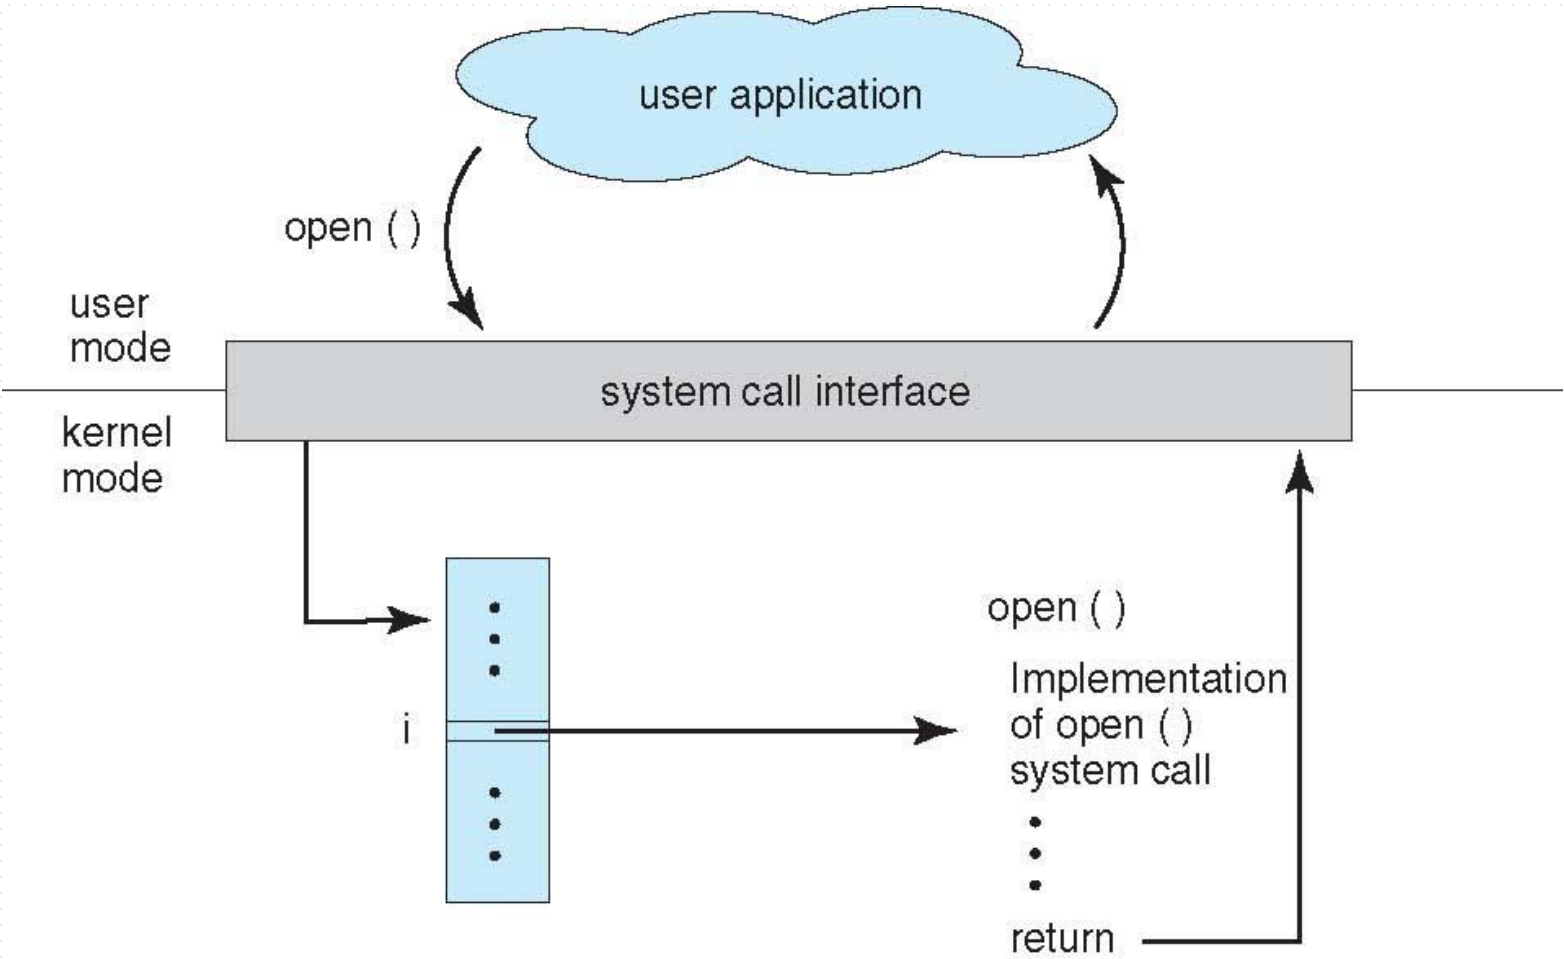 user application
open ( )
user
mode
system call interface
kernel
mode
open ( )
Implementation
of open ( )
system call
i
return